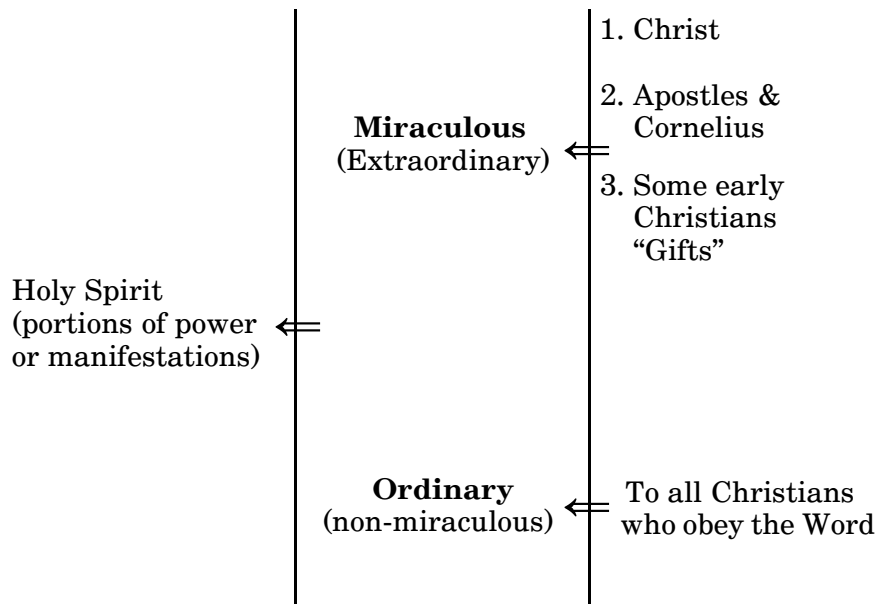 Holy Spirit
(portions of power
or manifestations)
Miraculous
(Extraordinary)
1. Christ
2. Apostles &
Cornelius
3. Some early
Christians
“Gifts”
Ordinary
(non-miraculous)
To all Christians
who obey the Word